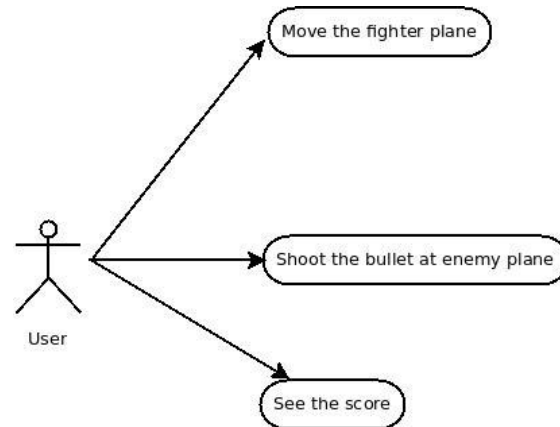 Move the fighter plane
Shoot the bullet at enemy plane
User
See the score